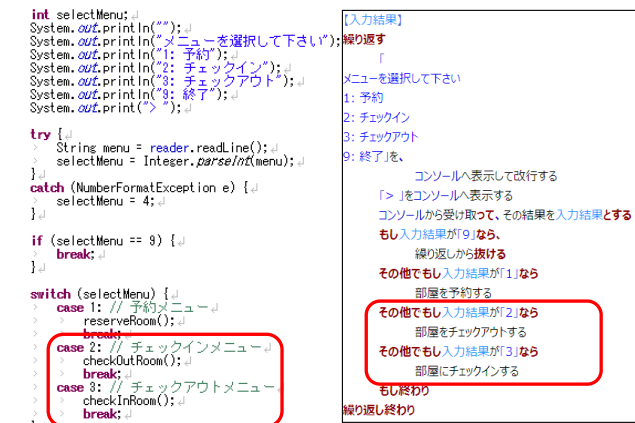 int selectMenu;
System.out.println("");
System.out.println("メニューを選択して下さい");
System.out.println("1: 予約");
System.out.println("2: チェックイン");
System.out.println("3: チェックアウト");
System.out.println("9: 終了");
System.out.print("> ");
try {
String menu = reader.readLine();
selectMenu = Integer.parseInt(menu);
}
catch (NumberFormatException e) {
selectMenu = 4;
}
if (selectMenu == 9) {
break;
}
switch (selectMenu) {
case 1: // 予約メニュー
reserveRoom();
break;
case 2: // チェックインメニュー
checkOutRoom();
break;
case 3: // チェックアウトメニュー
checkInRoom();
break;
【入力結果】
繰り返す
「
メニューを選択して下さい
1: 予約
2: チェックイン
3: チェックアウト
9: 終了」を、
コンソールへ表示して改行する
「> 」をコンソールへ表示する
コンソールから受け取って、その結果を入力結果とする
もし入力結果が「9」なら、
繰り返しから抜ける
その他でもし入力結果が「1」なら
部屋を予約する
その他でもし入力結果が「2」なら
部屋をチェックアウトする
その他でもし入力結果が「3」なら
部屋にチェックインする
もし終わり
繰り返し終わり